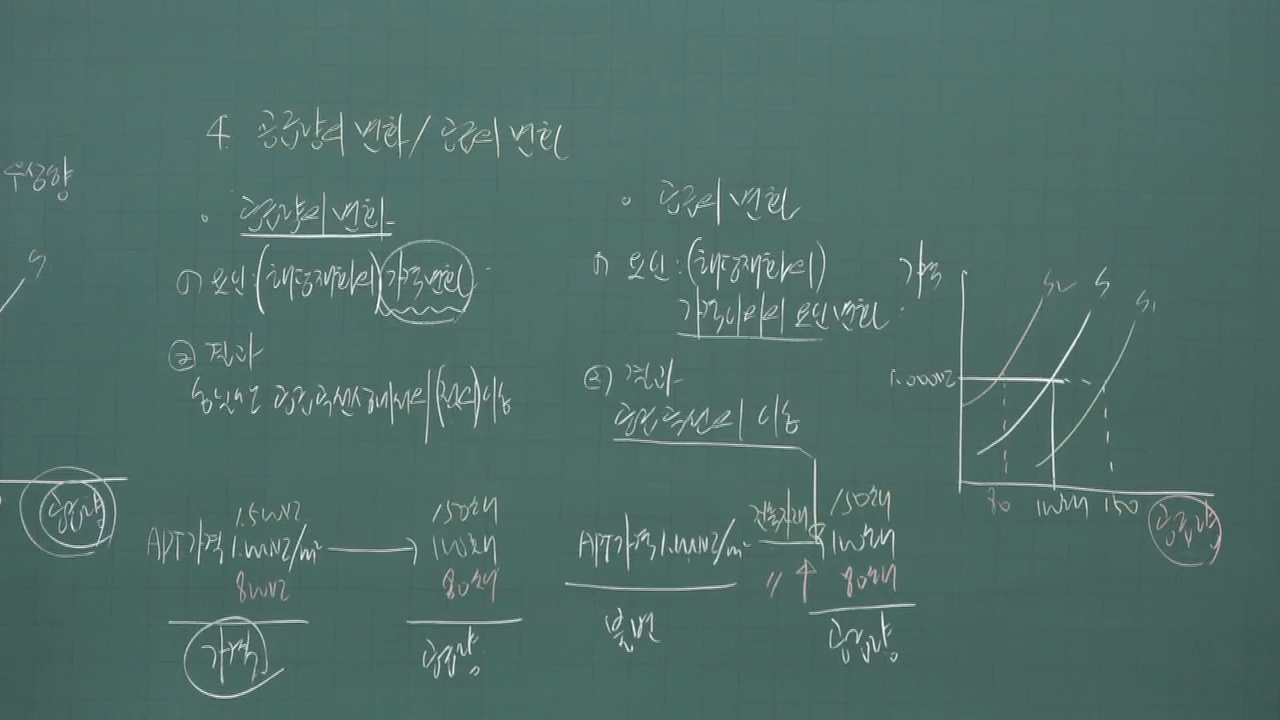 우상향
S
공급량
4. 공급량의 변화 / 공급의 변화
· 공급량의 변화
㉠ 요인 : (해당재화의) 가격변화
② 결과
동일한 공급곡선상에서의 (점의) 이동
1.5만원
APT가격 1.000원/m²
800원
가격
150채
100채
80채
공급량
· 공급의 변화
㉠ 요인 : (해당재화의)
가격이외의 요인변화
② 결과
공급곡선의 이동
APT가격 1.000원/m²
불변
건축자재
〃 ↑
150채
100채
80채
공급량
가격
1.000원
S₂ S S₁
80 100채 150
공급량